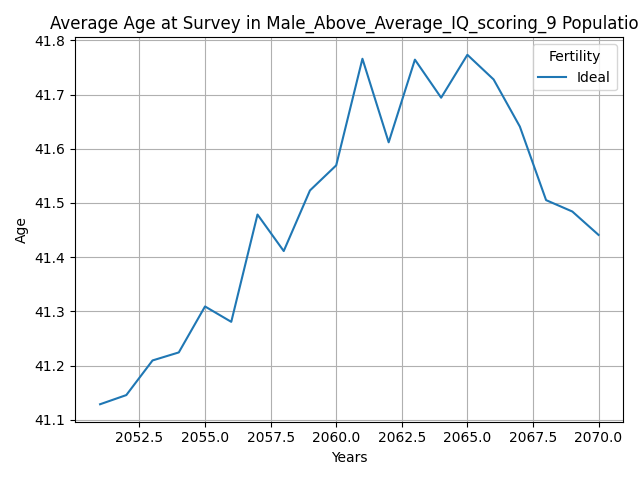 Average Age at Survey in Male_Above_Average_IQ_scoring_9 Populatio
Fertility
Ideal
41.8
41.7
41.6
41.5
41.4
41.3
41.2
41.1
Age
2052.5 2055.0 2057.5 2060.0 2062.5 2065.0 2067.5 2070.0
Years